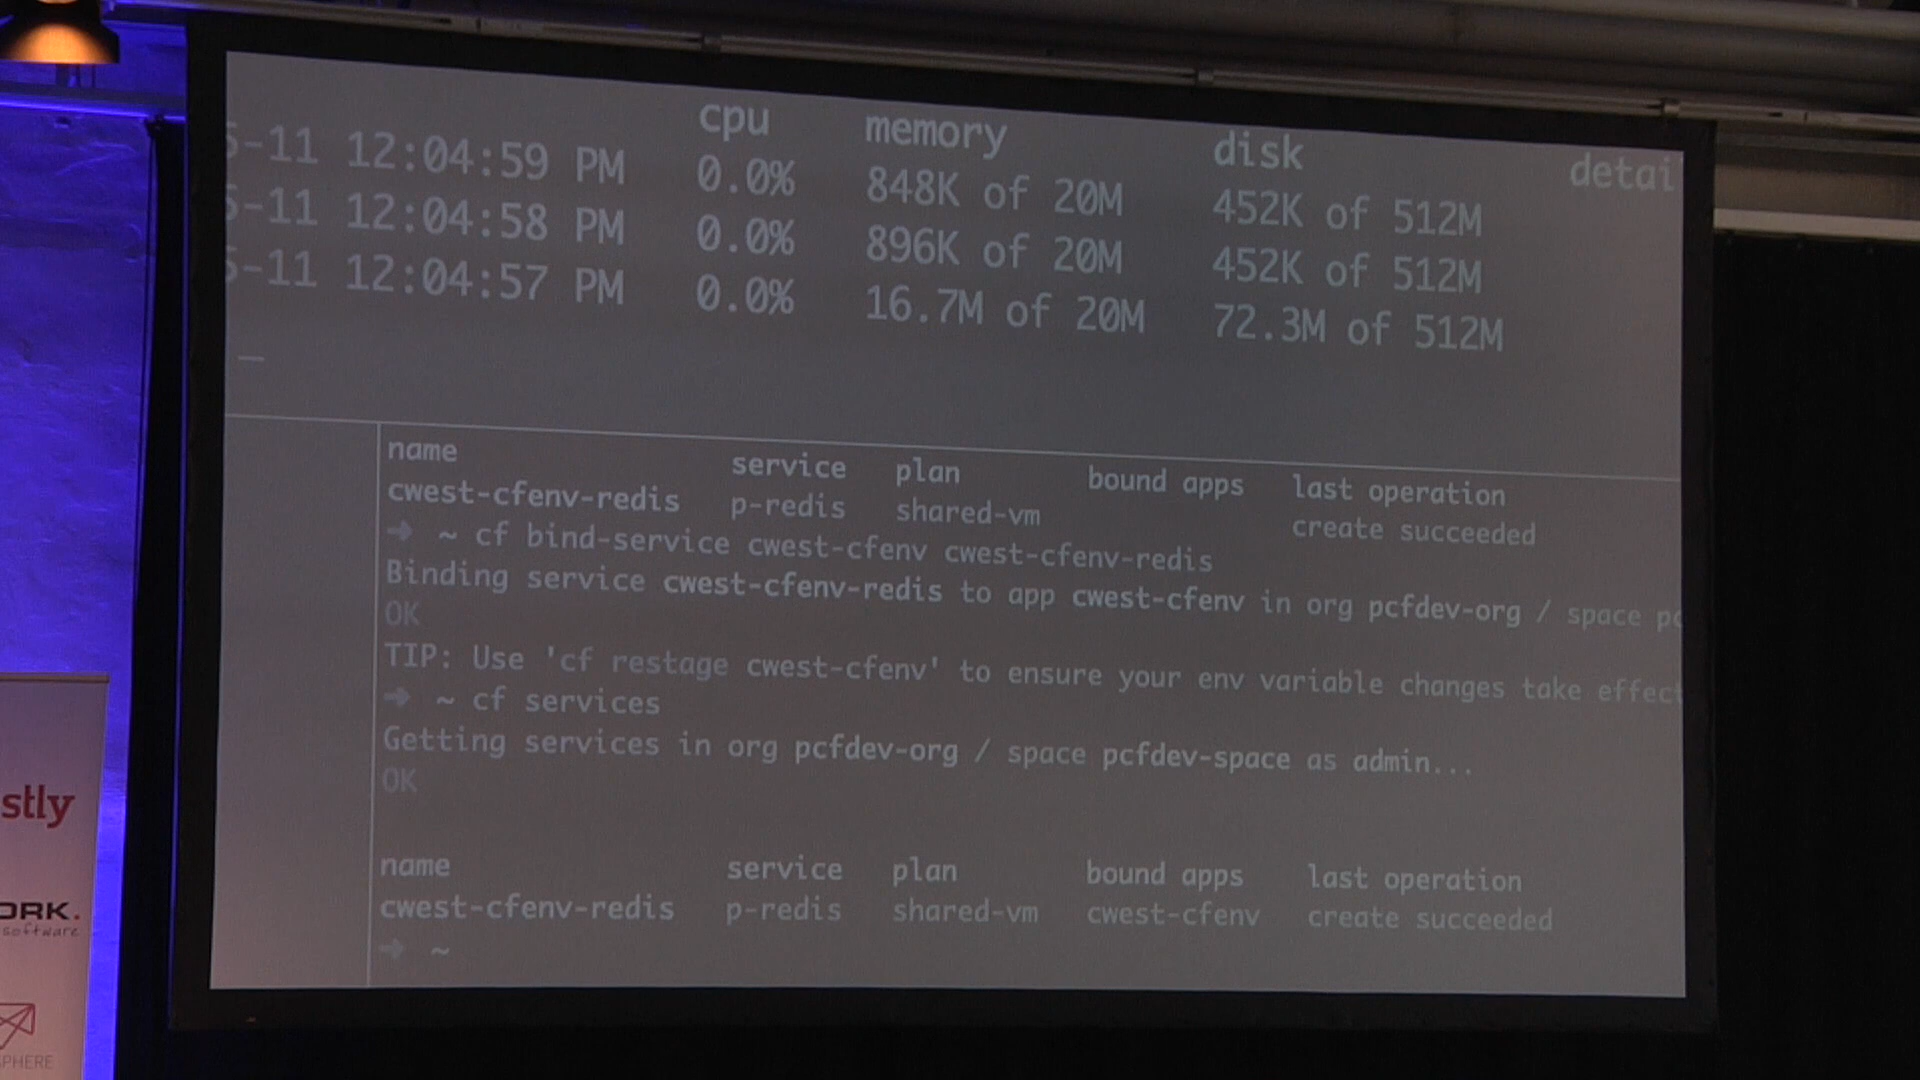 cpu memory disk detai
5-11 12:04:59 PM 0.0% 848K of 20M 452K of 512M
5-11 12:04:58 PM 0.0% 896K of 20M 452K of 512M
5-11 12:04:57 PM 0.0% 16.7M of 20M 72.3M of 512M
_
name service plan bound apps last operation
cwest-cfenv-redis p-redis shared-vm create succeeded
➜ ~ cf bind-service cwest-cfenv cwest-cfenv-redis
Binding service cwest-cfenv-redis to app cwest-cfenv in org pcfdev-org / space pc
OK
TIP: Use 'cf restage cwest-cfenv' to ensure your env variable changes take effect
➜ ~ cf services
Getting services in org pcfdev-org / space pcfdev-space as admin...
OK
name service plan bound apps last operation
cwest-cfenv-redis p-redis shared-vm cwest-cfenv create succeeded
➜ ~
stly
ORK.
software
SPHERE